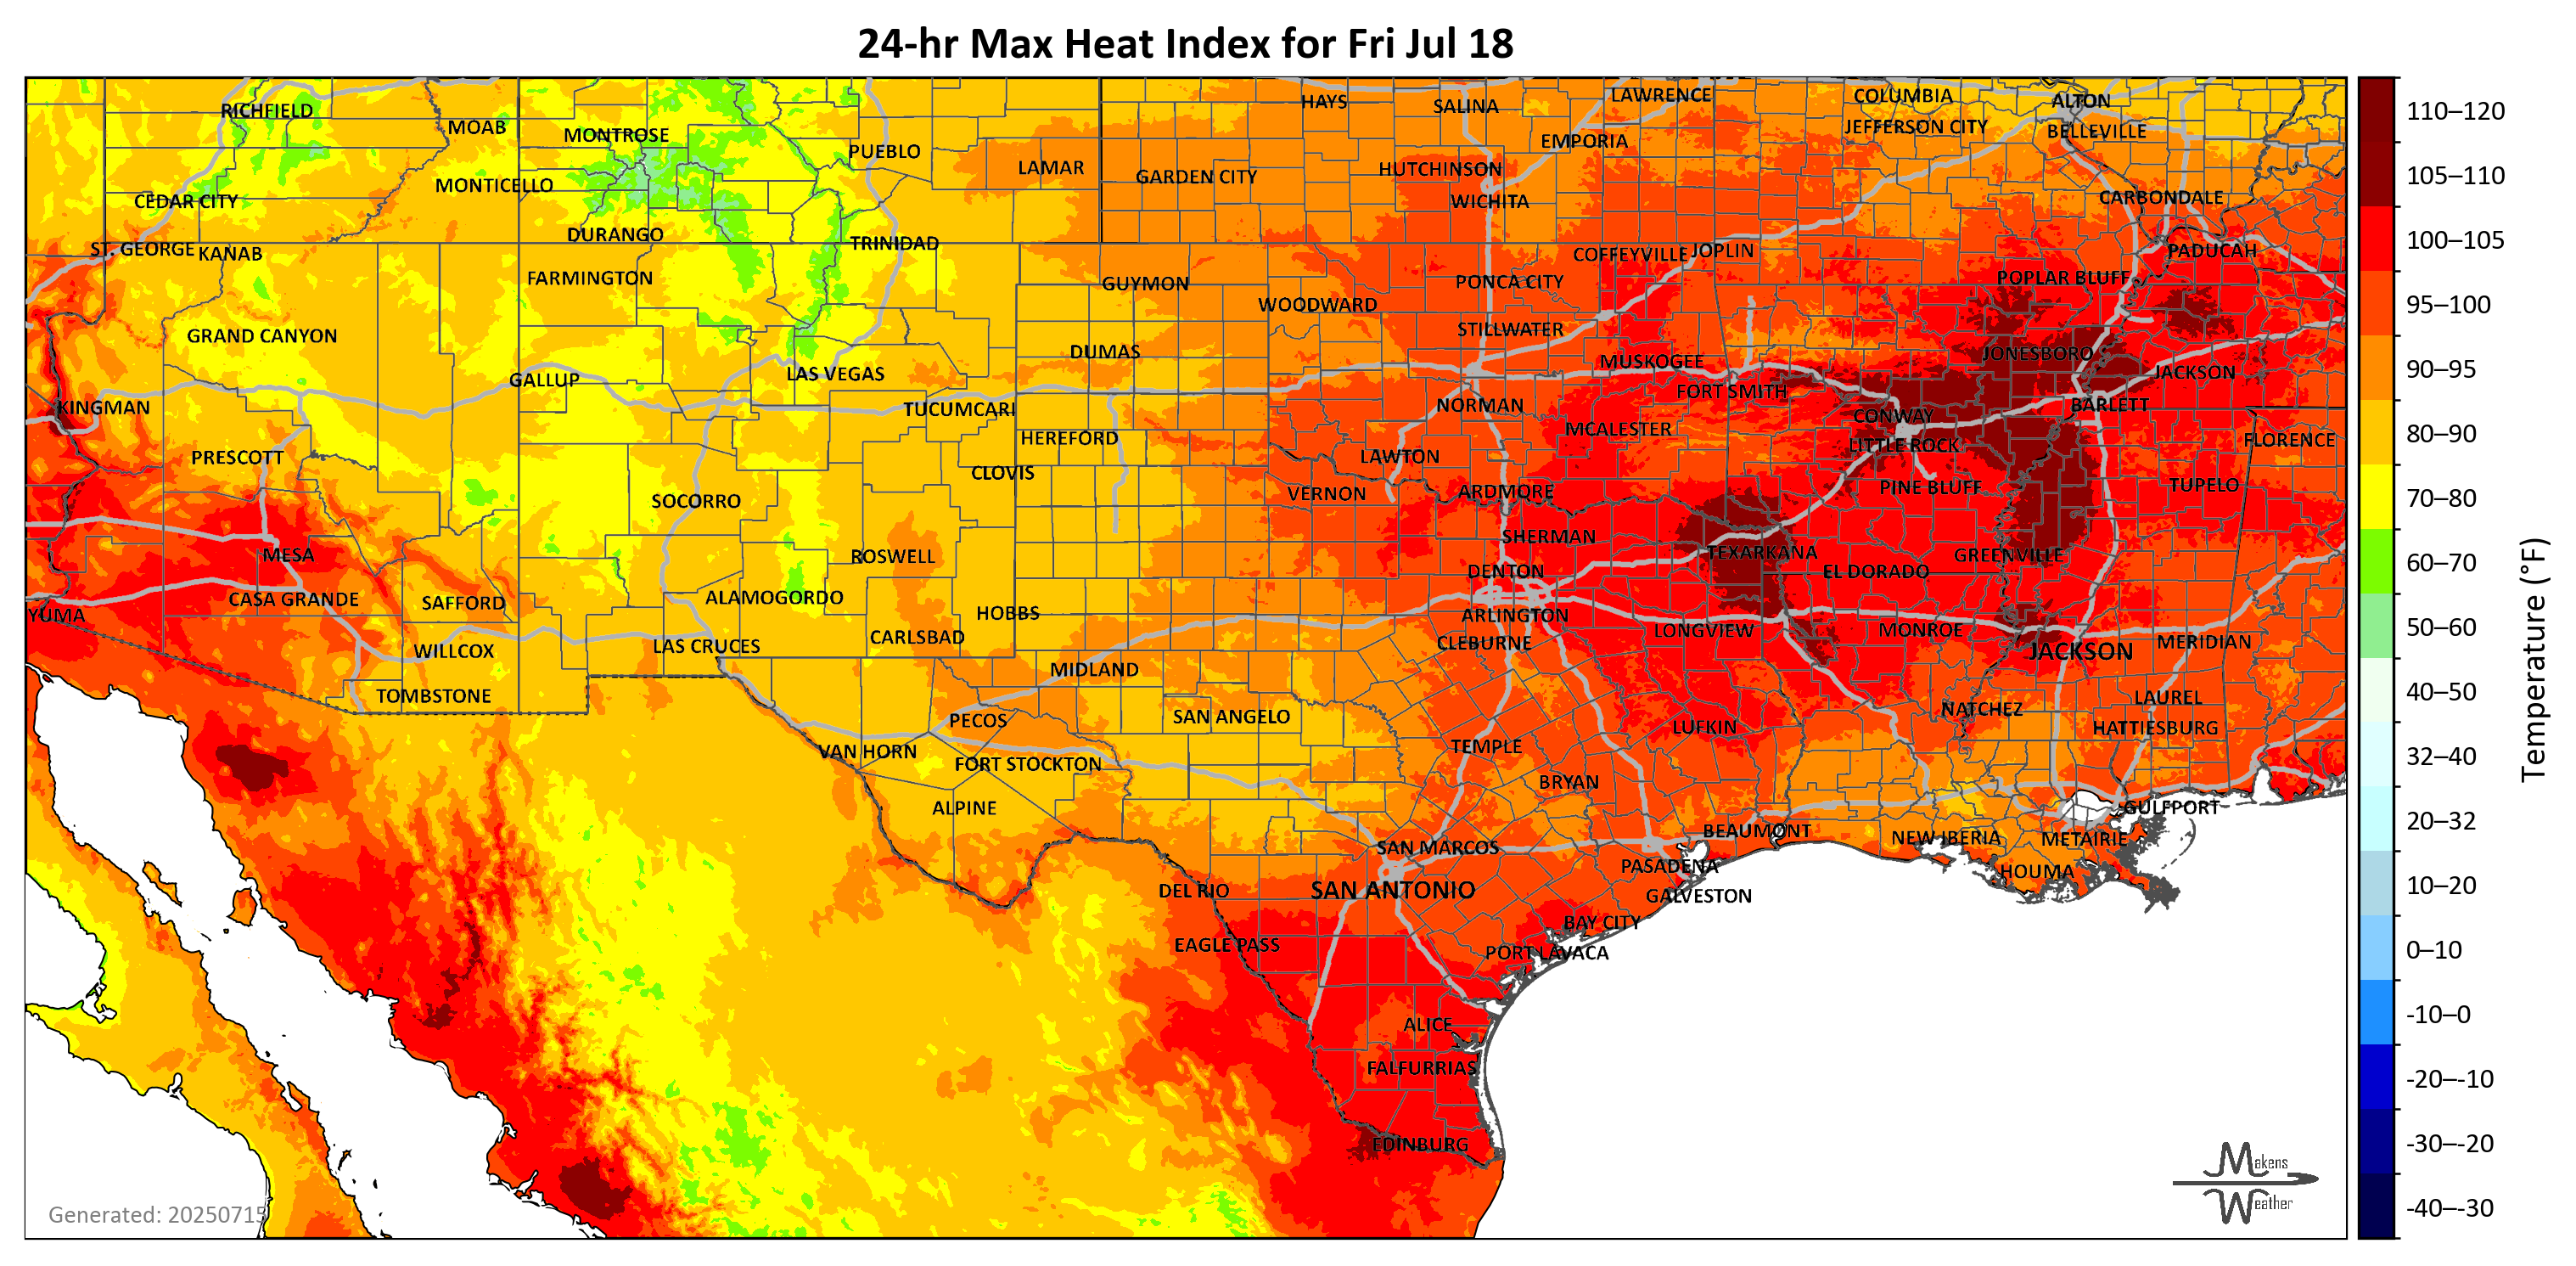 24-hr Max Heat Index for Fri Jul 18
RICHFIELD
MOAB
MONTROSE
PUEBLO
LAMAR
HAYS
SALINA
LAWRENCE
COLUMBIA
ALTON
EMPORIA
JEFFERSON CITY
BELLEVILLE
CEDAR CITY
MONTICELLO
GARDEN CITY
HUTCHINSON
WICHITA
CARBONDALE
ST. GEORGE
KANAB
DURANGO
TRINIDAD
COFFEYVILLE
JOPLIN
PADUCAH
FARMINGTON
GUYMON
WOODWARD
PONCA CITY
POPLAR BLUFF
GRAND CANYON
DUMAS
STILLWATER
MUSKOGEE
JONESBORO
GALLUP
LAS VEGAS
FORT SMITH
JACKSON
KINGMAN
TUCUMCARI
NORMAN
CONWAY
BARLETT
HEREFORD
MCALESTER
LITTLE ROCK
FLORENCE
PRESCOTT
CLOVIS
LAWTON
PINE BLUFF
TUPELO
SOCORRO
VERNON
ARDMORE
MESA
ROSWELL
SHERMAN
TEXARKANA
GREENVILLE
DENTON
EL DORADO
YUMA
CASA GRANDE
SAFFORD
ALAMOGORDO
HOBBS
ARLINGTON
WILLCOX
LAS CRUCES
CARLSBAD
CLEBURNE
LONGVIEW
MONROE
JACKSON
MERIDIAN
TOMBSTONE
MIDLAND
PECOS
SAN ANGELO
LUFKIN
NATCHEZ
LAUREL
HATTIESBURG
VAN HORN
FORT STOCKTON
TEMPLE
BRYAN
ALPINE
GULFPORT
SAN MARCOS
BEAUMONT
NEW IBERIA
METAIRIE
DEL RIO
SAN ANTONIO
PASADENA
GALVESTON
HOUMA
EAGLE PASS
BAY CITY
PORT LAVACA
ALICE
FALFURRIAS
EDINBURG
110–120
105–110
100–105
95–100
90–95
80–90
70–80
60–70
50–60
40–50
32–40
20–32
10–20
0–10
-10–0
-20–-10
-30–-20
-40–-30
Temperature (°F)
Generated: 20250715
Makens
Weather